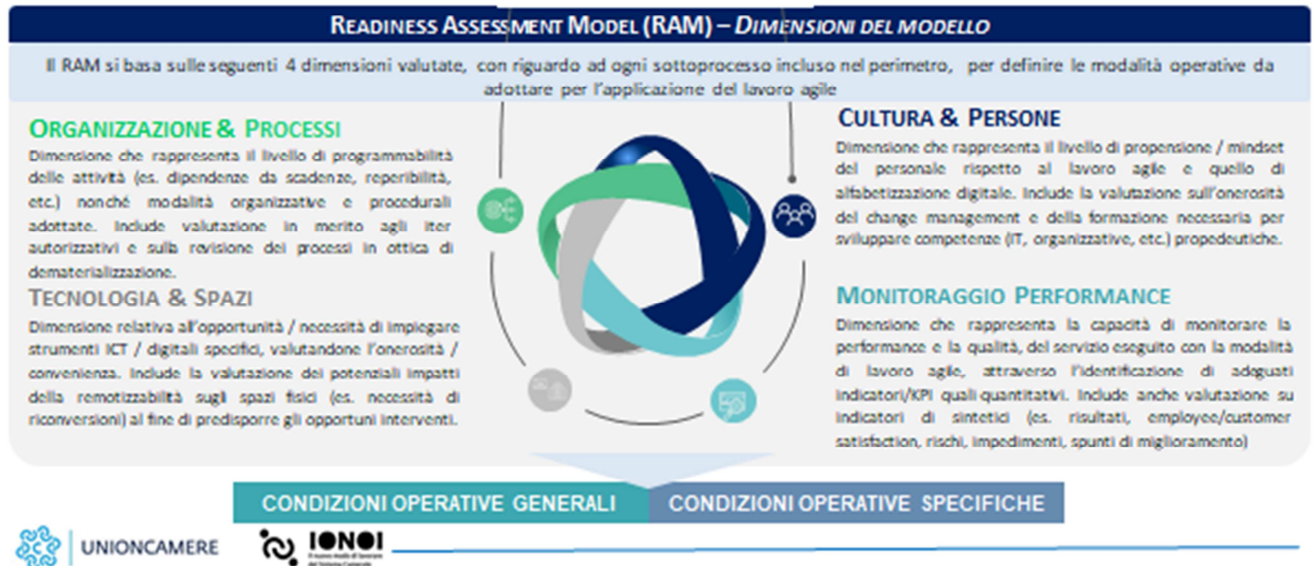 READINESS ASSESSMENT MODEL (RAM) – DIMENSIONI DEL MODELLO
Il RAM si basa sulle seguenti 4 dimensioni valutate, con riguardo ad ogni sottoprocesso incluso nel perimetro, per definire le modalità operative da
adottare per l'applicazione del lavoro agile
ORGANIZZAZIONE & PROCESSI
Dimensione che rappresenta il livello di programmabilità
delle attività (es. dipendenze da scadenze, reperibilità,
etc.) nonché modalità organizzative e procedurali
adottate. Include valutazione in merito agli iter
autorizzativi e sulla revisione dei processi in ottica di
dematerializzazione.
TECNOLOGIA & SPAZI
Dimensione relativa all'opportunità / necessità di impiegare
strumenti ICT / digitali specifici, valutandone l'onerosità /
convenienza. Include la valutazione dei potenziali impatti
della remotizzabilità sugli spazi fisici (es. necessità di
riconversioni) al fine di predisporre gli opportuni interventi.
CULTURA & PERSONE
Dimensione che rappresenta il livello di propensione / mindset
del personale rispetto al lavoro agile e quello di
alfabetizzazione digitale. Include la valutazione sull'onerosità
del change management e della formazione necessaria per
sviluppare competenze (IT, organizzative, etc.) propedeutiche.
MONITORAGGIO PERFORMANCE
Dimensione che rappresenta la capacità di monitorare la
performance e la qualità, del servizio eseguito con la modalità
di lavoro agile, attraverso l'identificazione di adeguati
indicatori/KPI quali quantitativi. Include anche valutazione su
indicatori di sintetici (es. risultati, employee/customer
satisfaction, rischi, impedimenti, spunti di miglioramento)
CONDIZIONI OPERATIVE GENERALI
CONDIZIONI OPERATIVE SPECIFICHE
UNIONCAMERE
IONOI
Il nuovo modo di lavorare
del Sistema Camerale